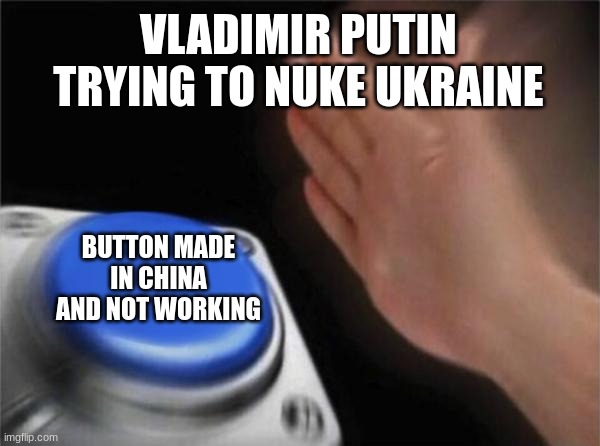 VLADIMIR PUTIN
TRYING TO NUKE UKRAINE
BUTTON MADE
IN CHINA
AND NOT WORKING
imgflip.com